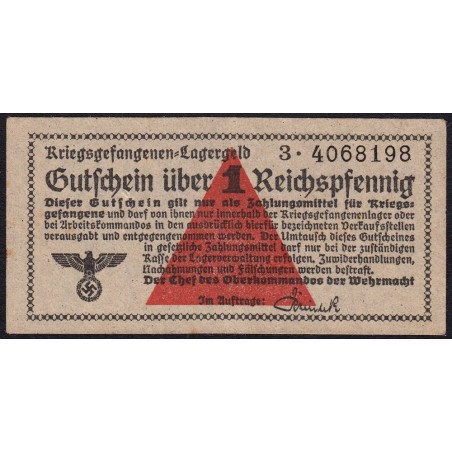 Kriegsgefangenen-Lagergeld 3 · 4068198
Gutschein über 1 Reichspfennig
Dieser Gutschein gilt nur als Zahlungsmittel für Kriegs-
gefangene und darf von ihnen nur innerhalb der Kriegsgefangenenlager oder
bei Arbeitskommandos in den ausdrücklich hierfür bezeichneten Verkaufsstellen
verausgabt und entgegengenommen werden. Der Umtausch dieses Gutscheines
in gesetzliche Zahlungsmittel darf nur bei der zuständigen
Kasse der Lagerverwaltung erfolgen. Zuwiderhandlungen,
Nachahmungen und Fälschungen werden bestraft.
Der Chef des Oberkommandos der Wehrmacht
Im Auftrage: